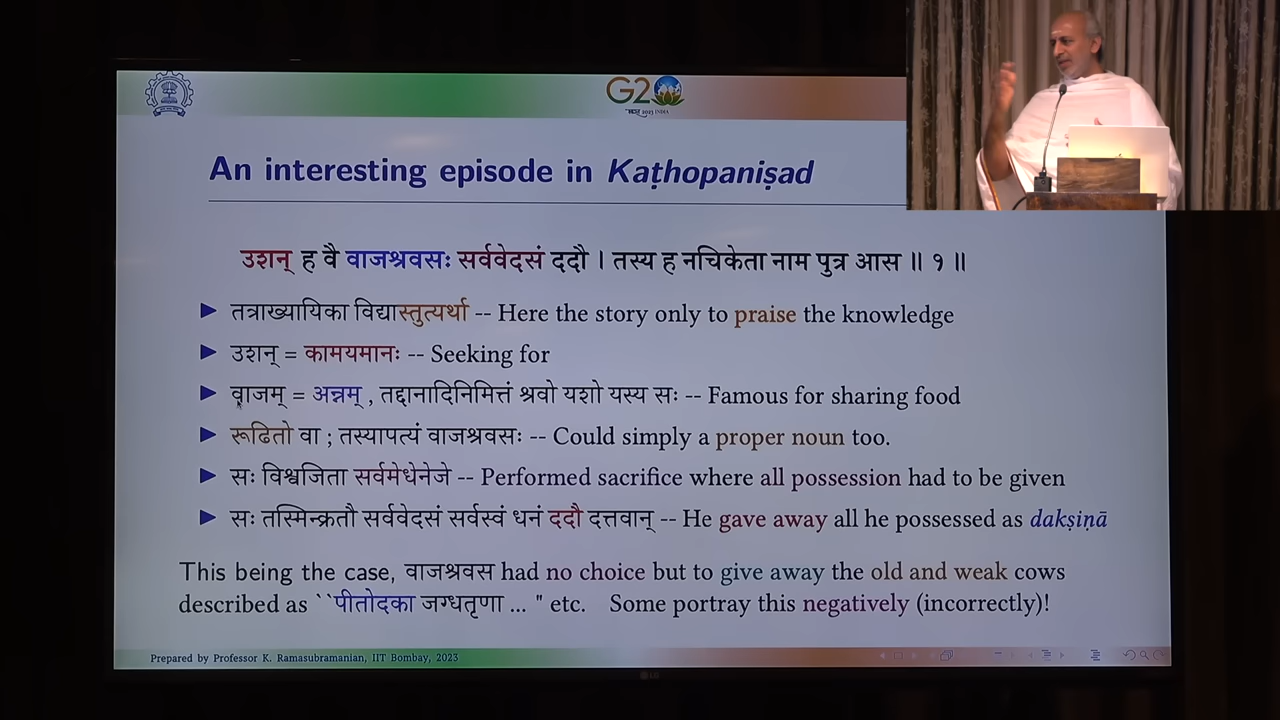 G20
भारत 2023 INDIA
An interesting episode in Kaṭhopaniṣad
उशन् ह वै वाजश्रवसः सर्ववेदसं ददौ । तस्य ह नचिकेता नाम पुत्र आस ॥ १ ॥
तत्राख्यायिका विद्यास्तुत्यर्था -- Here the story only to praise the knowledge
उशन् = कामयमानः -- Seeking for
वाजम् = अन्नम् , तद्दानादिनिमित्तं श्रवो यशो यस्य सः -- Famous for sharing food
रूढितो वा ; तस्यापत्यं वाजश्रवसः -- Could simply a proper noun too.
सः विश्वजिता सर्वमेधेनेजे -- Performed sacrifice where all possession had to be given
सः तस्मिन्क्रतौ सर्ववेदसं सर्वस्वं धनं ददौ दत्तवान् -- He gave away all he possessed as dakṣiṇā
This being the case, वाजश्रवस had no choice but to give away the old and weak cows
described as ``पीतोदका जग्धतृणा ... " etc. Some portray this negatively (incorrectly)!
Prepared by Professor K. Ramasubramanian, IIT Bombay, 2023
LG